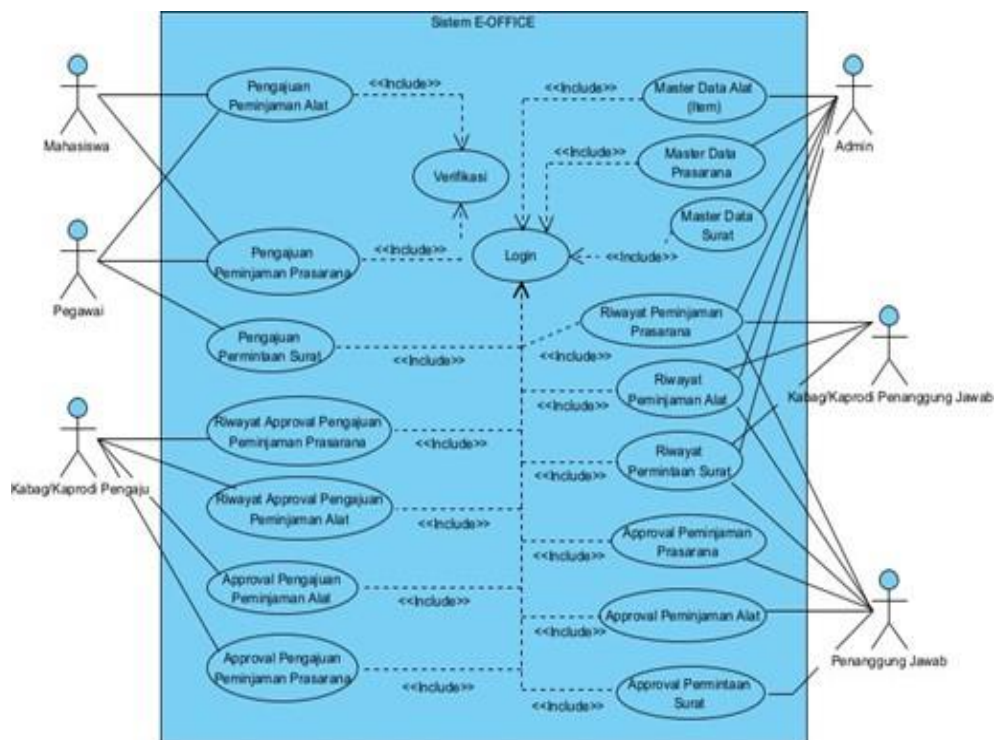 Sistem E-OFFICE
Mahasiswa
Pengajuan
Peminjaman Alat
<<Include>>
Verifikasi
<<Include>>
Master Data Alat
(Item)
Admin
<<Include>>
Master Data
Prasarana
Master Data
Surat
<<Include>>
Login
Pegawai
Pengajuan
Peminjaman Prasarana
<<Include>>
Pengajuan
Permintaan Surat
<<Include>>
Riwayat Peminjaman
Prasarana
<<Include>>
Kabag/Kaprodi Penanggung Jawab
Riwayat
Peminjaman Alat
<<Include>>
Kabag/Kaprodi Pengaju
Riwayat Approval Pengajuan
Peminjaman Prasarana
<<Include>>
Riwayat
Permintaan Surat
<<Include>>
Riwayat Approval Pengajuan
Peminjaman Alat
<<Include>>
Approval Peminjaman
Prasarana
<<Include>>
Approval Pengajuan
Peminjaman Alat
<<Include>>
Approval Peminjaman Alat
<<Include>>
Penanggung Jawab
Approval Pengajuan
Peminjaman Prasarana
<<Include>>
Approval Permintaan
Surat
<<Include>>